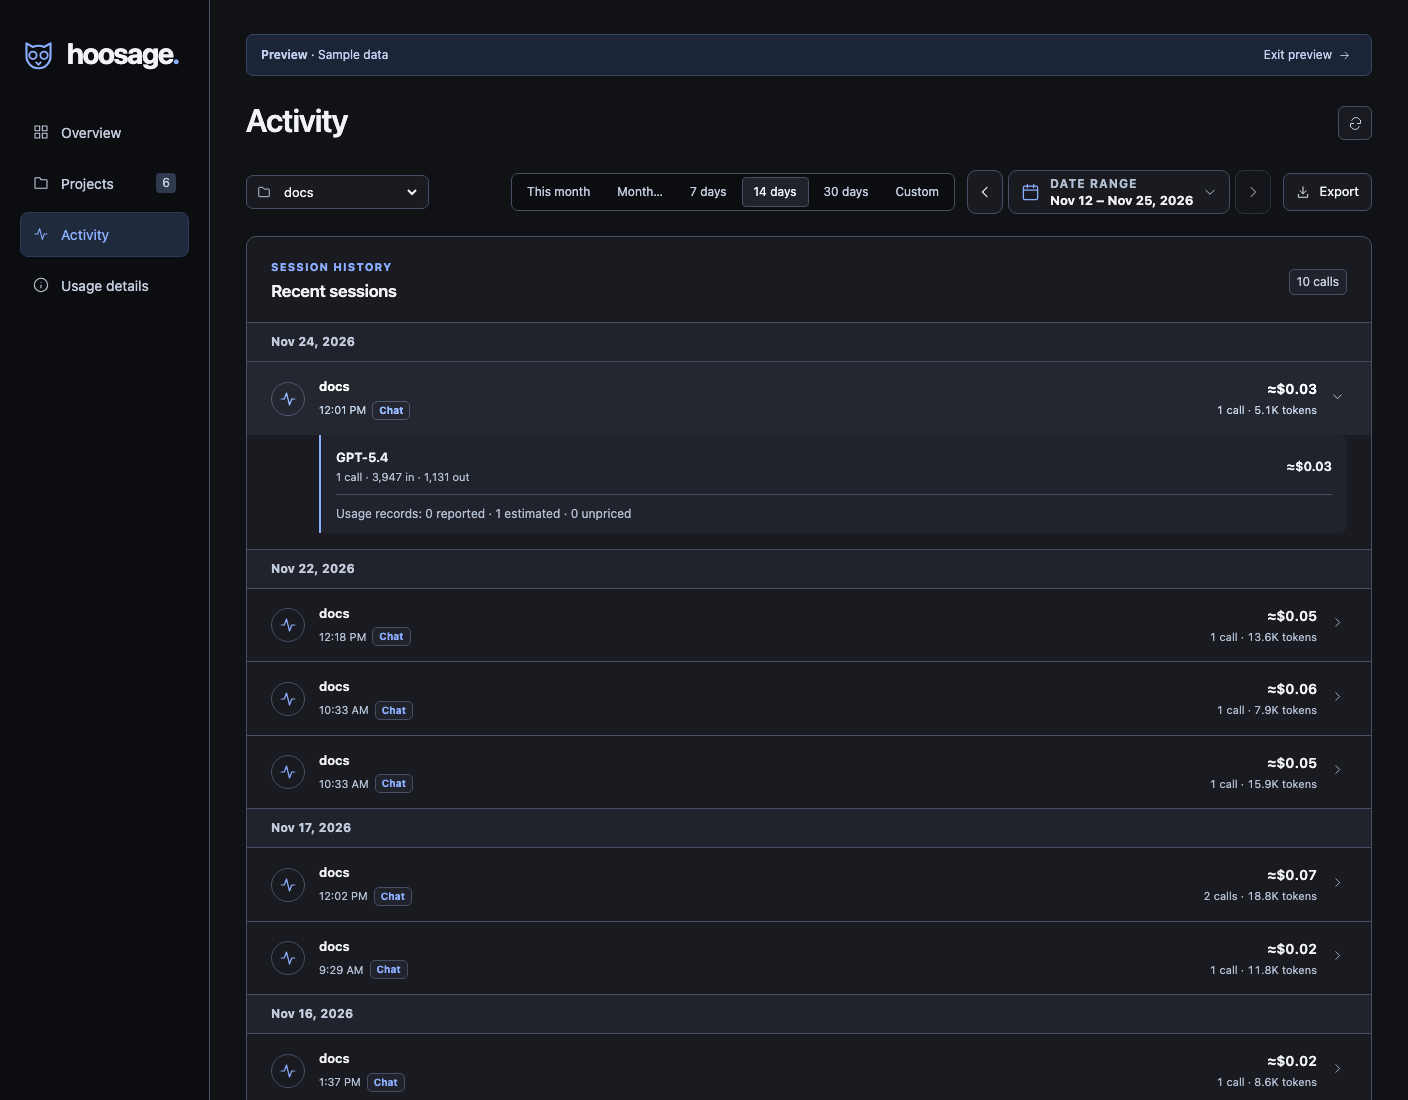 hoosage.
Overview
Projects 6
Activity
Usage details
Preview · Sample data
Exit preview →
Activity
docs
This month Month... 7 days 14 days 30 days Custom
DATE RANGE
Nov 12 – Nov 25, 2026
Export
SESSION HISTORY
Recent sessions
10 calls
Nov 24, 2026
docs
12:01 PM Chat
≈$0.03
1 call · 5.1K tokens
GPT-5.4
1 call · 3,947 in · 1,131 out
≈$0.03
Usage records: 0 reported · 1 estimated · 0 unpriced
Nov 22, 2026
docs
12:18 PM Chat
≈$0.05
1 call · 13.6K tokens
docs
10:33 AM Chat
≈$0.06
1 call · 7.9K tokens
docs
10:33 AM Chat
≈$0.05
1 call · 15.9K tokens
Nov 17, 2026
docs
12:02 PM Chat
≈$0.07
2 calls · 18.8K tokens
docs
9:29 AM Chat
≈$0.02
1 call · 11.8K tokens
Nov 16, 2026
docs
1:37 PM Chat
≈$0.02
1 call · 8.6K tokens